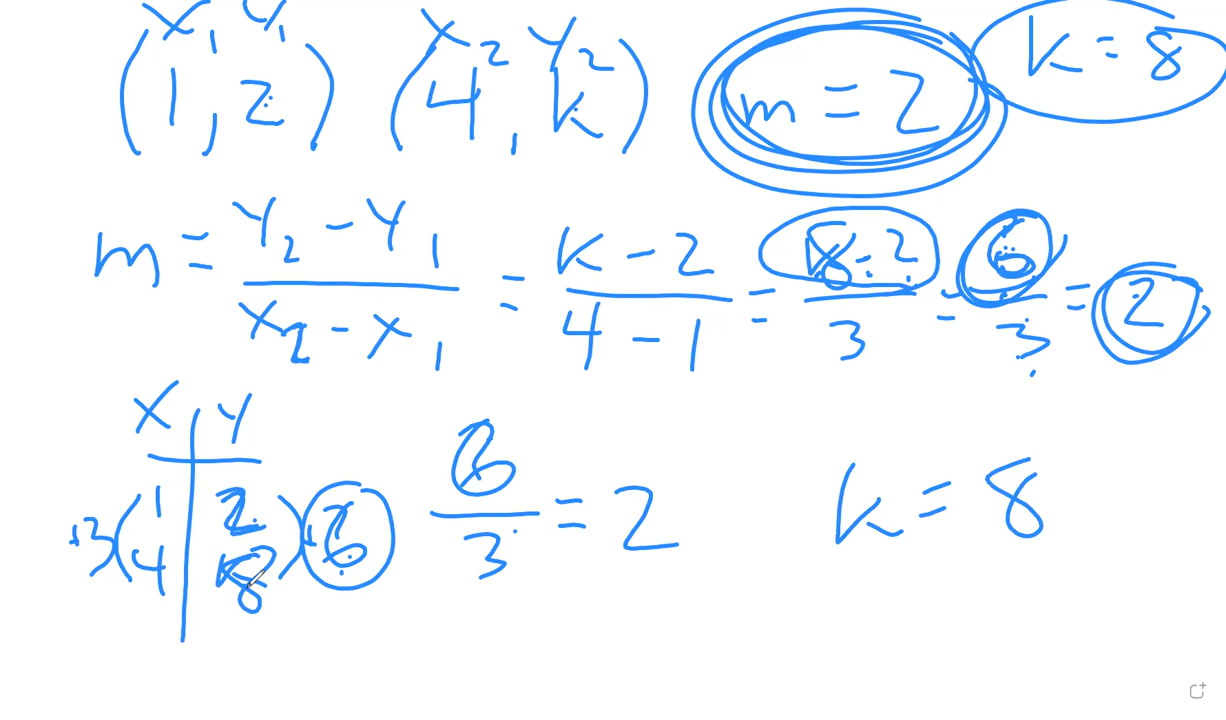 x₁ y₁ x₂ y₂
(1, 2) (4, k) m = 2 k = 8
m = (y₂ - y₁)/(x₂ - x₁) = (k - 2)/(4 - 1) = (8 - 2)/3 = 6/3 = 2
x | y
+3 ( 1 | 2 ) +6 6/3 = 2 k = 8
4 | 8